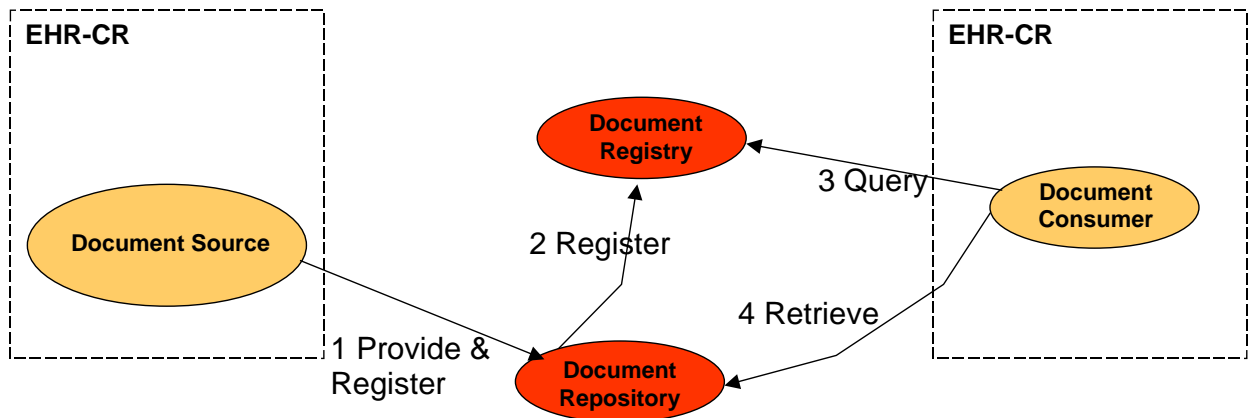 EHR-CR
EHR-CR
Document
Registry
3 Query
Document
Consumer
Document Source
2 Register
4 Retrieve
1 Provide &
Register
Document
Repository